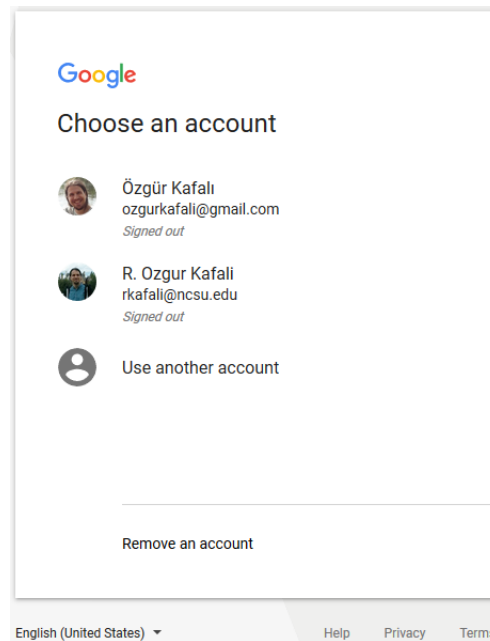 Google
Choose an account
Özgür Kafalı
ozgurkafali@gmail.com
Signed out
R. Ozgur Kafali
rkafali@ncsu.edu
Signed out
Use another account
Remove an account
English (United States) Help Privacy Term